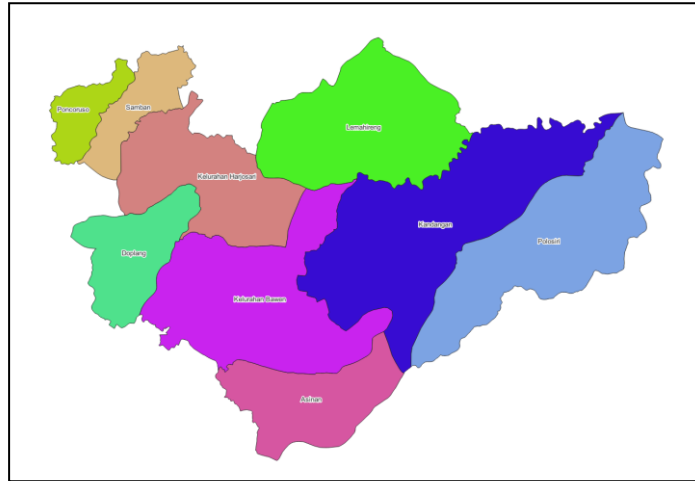 Poncoruso
Samban
Lemahireng
Kelurahan Harjosari
Kandangan
Polosiri
Doplang
Kelurahan Bawen
Asinan